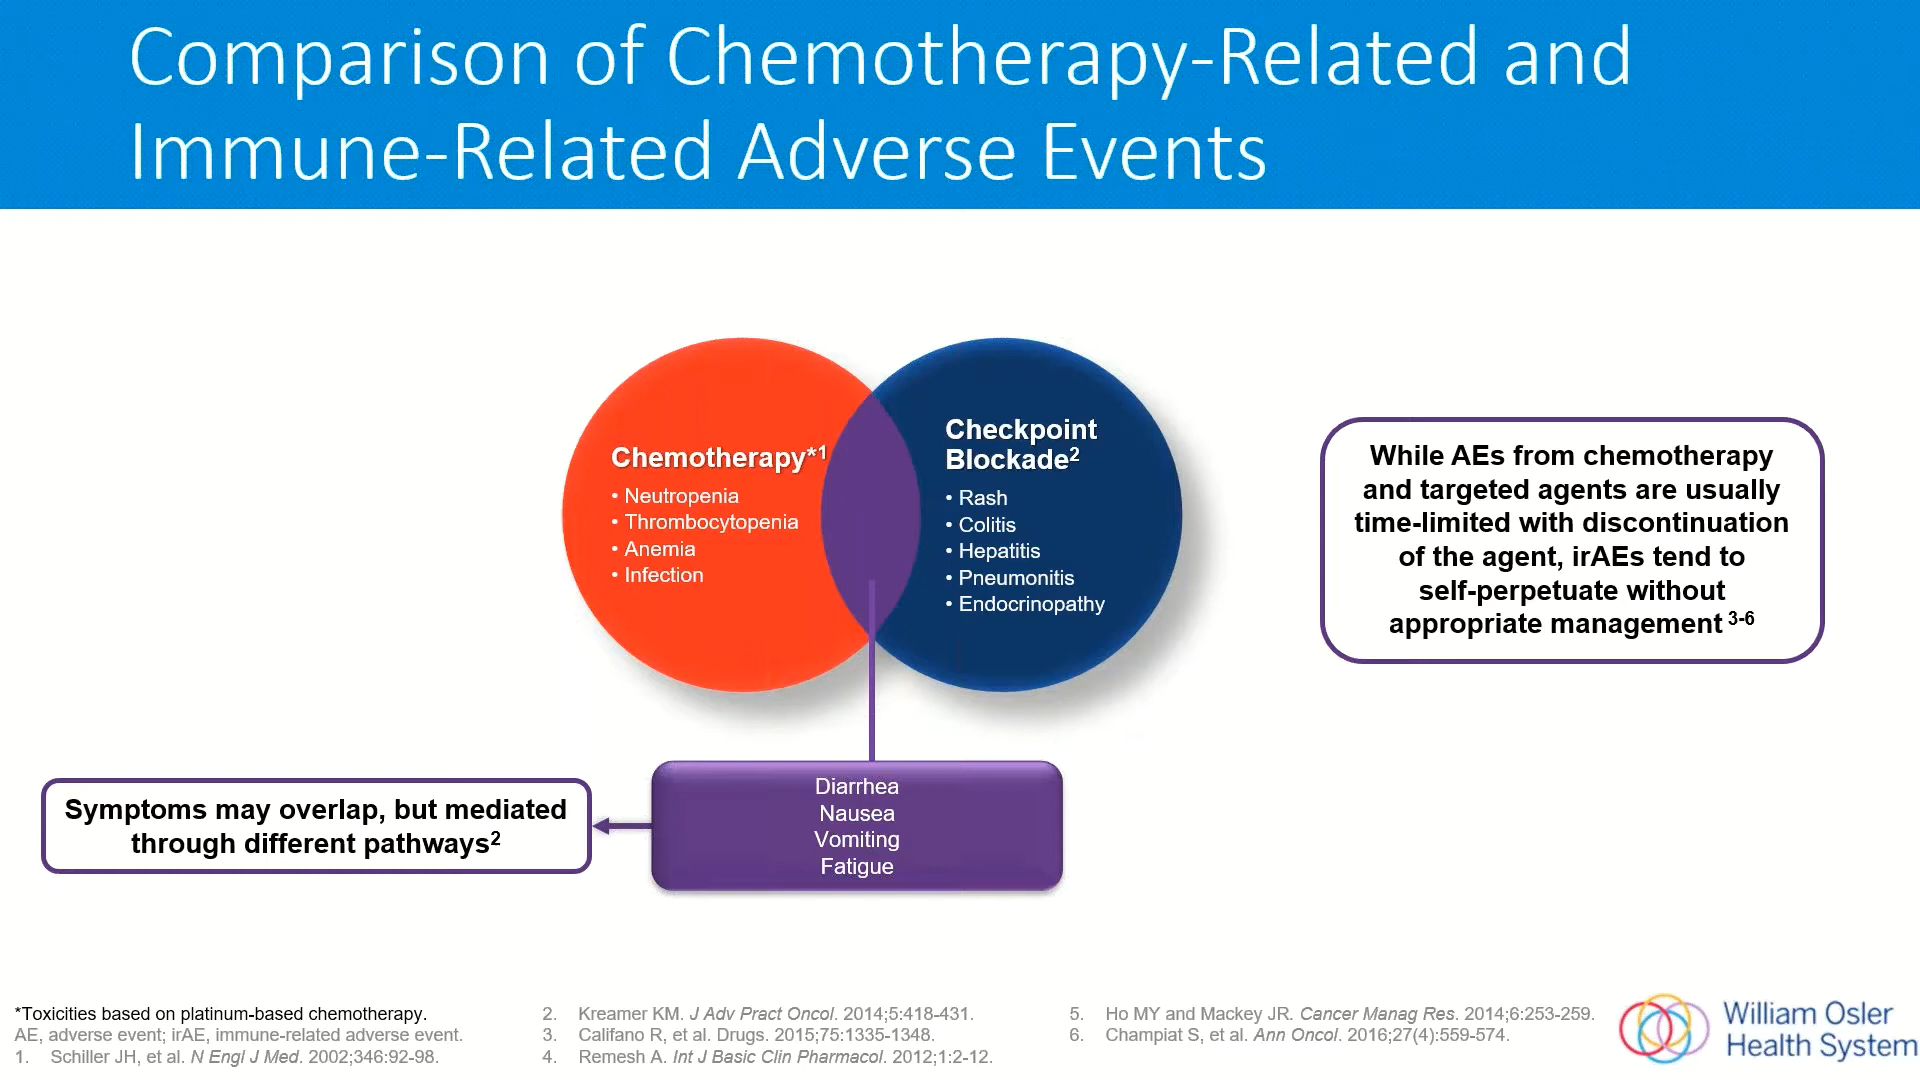 Comparison of Chemotherapy-Related and
Immune-Related Adverse Events
Chemotherapy*1
• Neutropenia
• Thrombocytopenia
• Anemia
• Infection
Checkpoint
Blockade2
• Rash
• Colitis
• Hepatitis
• Pneumonitis
• Endocrinopathy
While AEs from chemotherapy
and targeted agents are usually
time-limited with discontinuation
of the agent, irAEs tend to
self-perpetuate without
appropriate management 3-6
Diarrhea
Nausea
Vomiting
Fatigue
Symptoms may overlap, but mediated
through different pathways2
*Toxicities based on platinum-based chemotherapy.
AE, adverse event; irAE, immune-related adverse event.
1. Schiller JH, et al. N Engl J Med. 2002;346:92-98.
2. Kreamer KM. J Adv Pract Oncol. 2014;5:418-431.
3. Califano R, et al. Drugs. 2015;75:1335-1348.
4. Remesh A. Int J Basic Clin Pharmacol. 2012;1:2-12.
5. Ho MY and Mackey JR. Cancer Manag Res. 2014;6:253-259.
6. Champiat S, et al. Ann Oncol. 2016;27(4):559-574.
William Osler
Health System